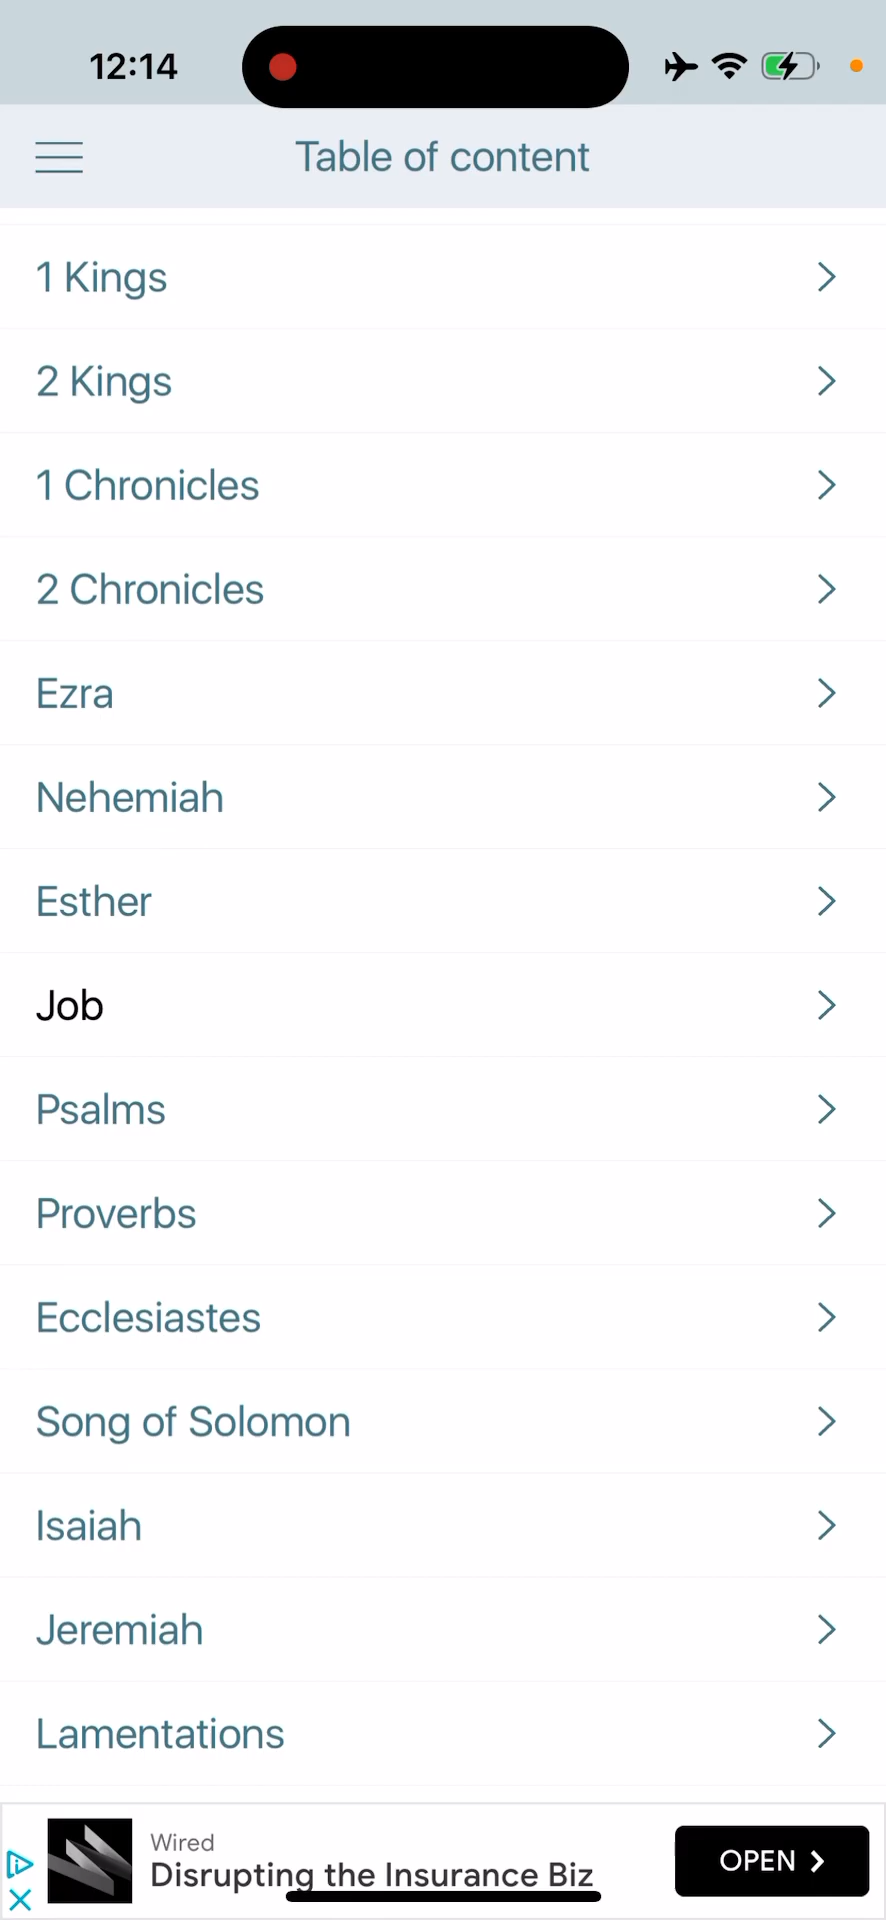 12:14
Table of content
1 Kings
2 Kings
1 Chronicles
2 Chronicles
Ezra
Nehemiah
Esther
Job
Psalms
Proverbs
Ecclesiastes
Song of Solomon
Isaiah
Jeremiah
Lamentations
Wired
Disrupting the Insurance Biz
OPEN